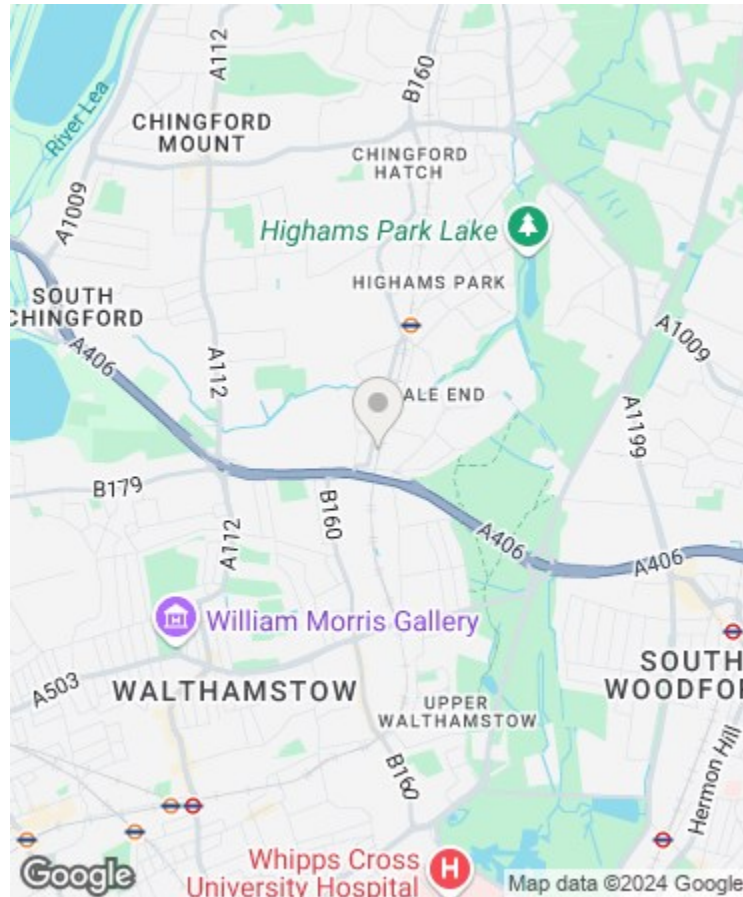 A112
B160
River Lea
CHINGFORD
MOUNT
CHINGFORD
HATCH
A1009
Highams Park Lake
HIGHAMS PARK
SOUTH
CHINGFORD
A1009
A406
A112
ALE END
A1199
B179
B160
A112
A406
A406
William Morris Gallery
SOUTH
WOODFO
A503
WALTHAMSTOW
UPPER
WALTHAMSTOW
B160
Hermon Hill
Whipps Cross
University Hospital
H
Google
Map data ©2024 Google